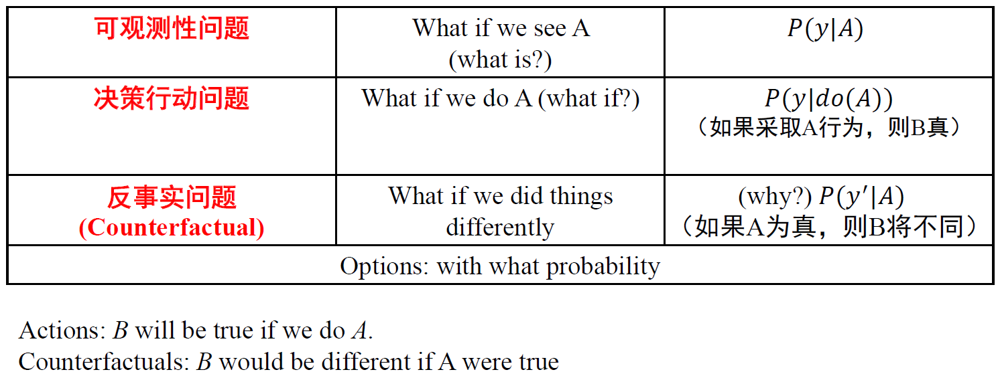 可观测性问题
What if we see A
(what is?)
P(y|A)
决策行动问题
What if we do A (what if?)
P(y|do(A))
（如果采取A行为，则B真）
反事实问题
(Counterfactual)
What if we did things
differently
(why?) P(y′|A)
（如果A为真，则B将不同）
Options: with what probability
Actions: B will be true if we do A.
Counterfactuals: B would be different if A were true